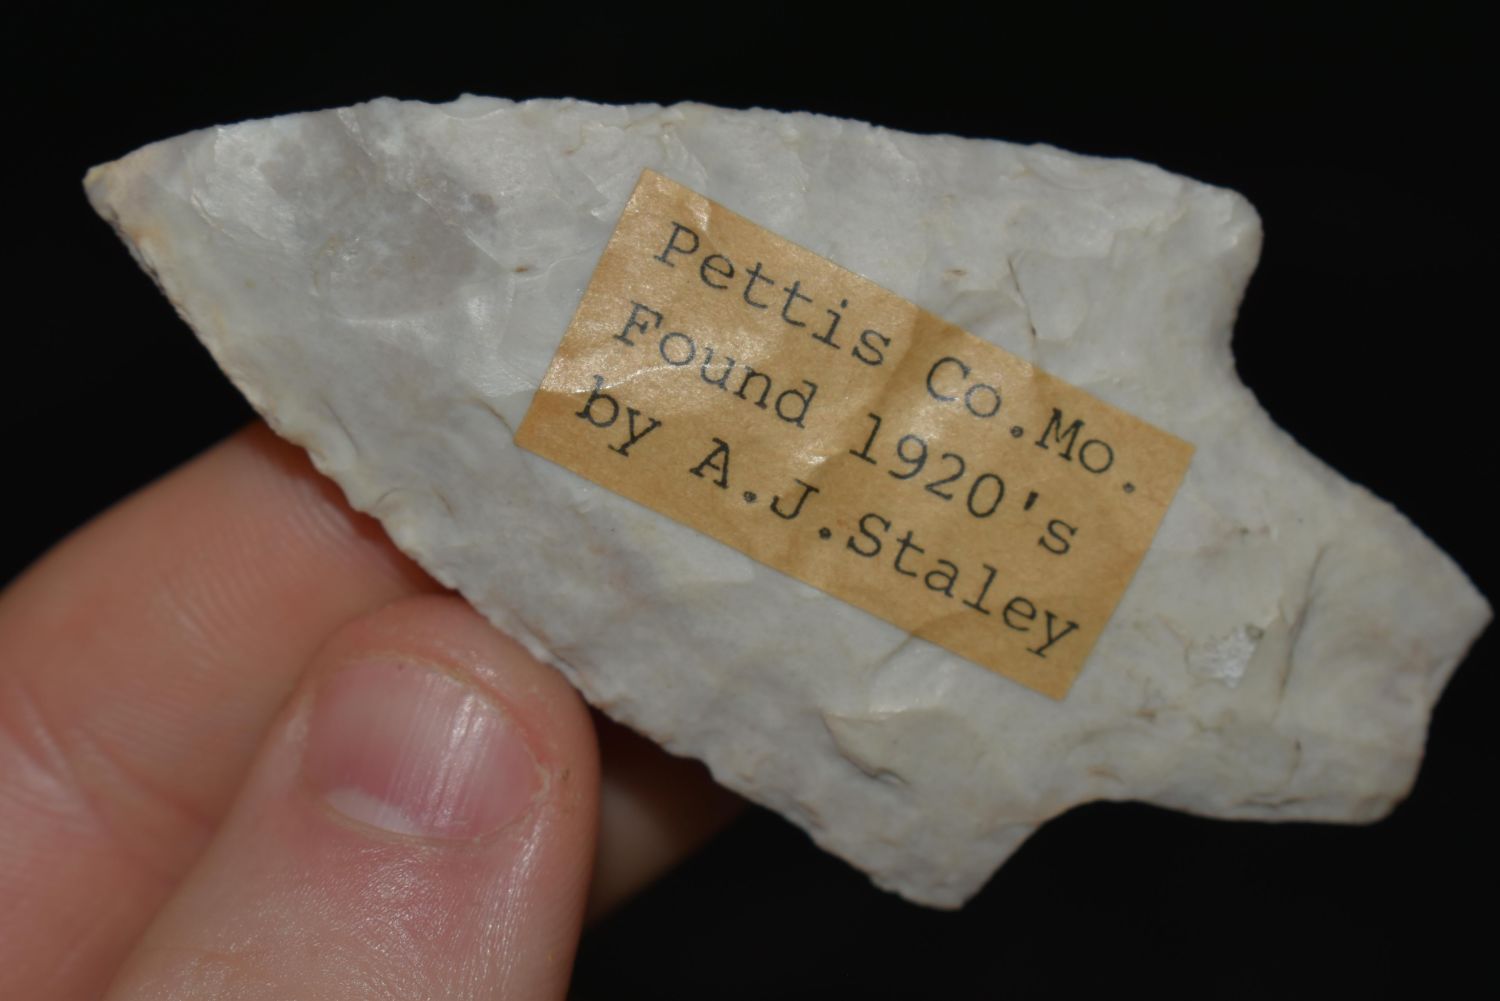 Pettis Co.Mo.
Found 1920's
by A.J.Staley